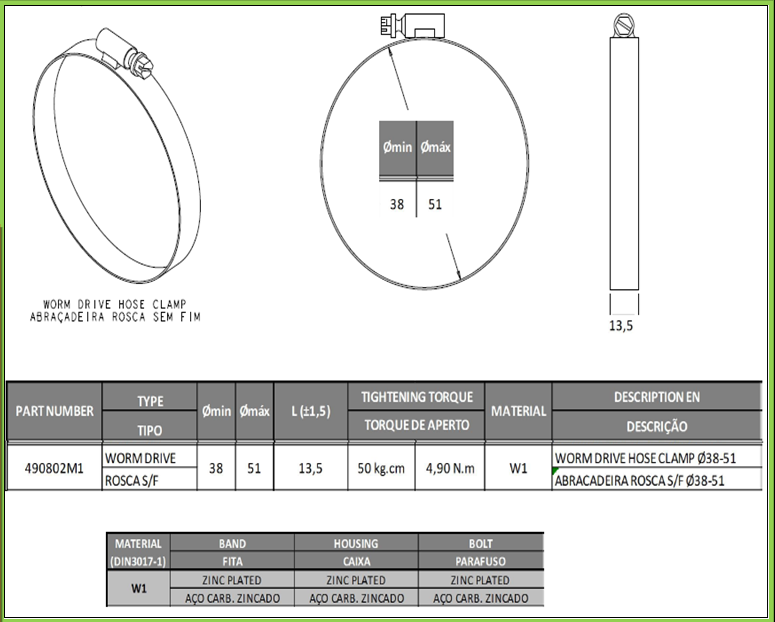 Ømin Ømáx
38 51
WORM DRIVE HOSE CLAMP
ABRAÇADEIRA ROSCA SEM FIM
13,5
PART NUMBER TYPE Ømin Ømáx L (±1,5) TIGHTENING TORQUE MATERIAL DESCRIPTION EN
TIPO TORQUE DE APERTO DESCRIÇÃO
490802M1 WORM DRIVE 38 51 13,5 50 kg.cm 4,90 N.m W1 WORM DRIVE HOSE CLAMP Ø38-51
ROSCA S/F ABRACADEIRA ROSCA S/F Ø38-51
MATERIAL BAND HOUSING BOLT
(DIN3017-1) FITA CAIXA PARAFUSO
W1 ZINC PLATED ZINC PLATED ZINC PLATED
AÇO CARB. ZINCADO AÇO CARB. ZINCADO AÇO CARB. ZINCADO